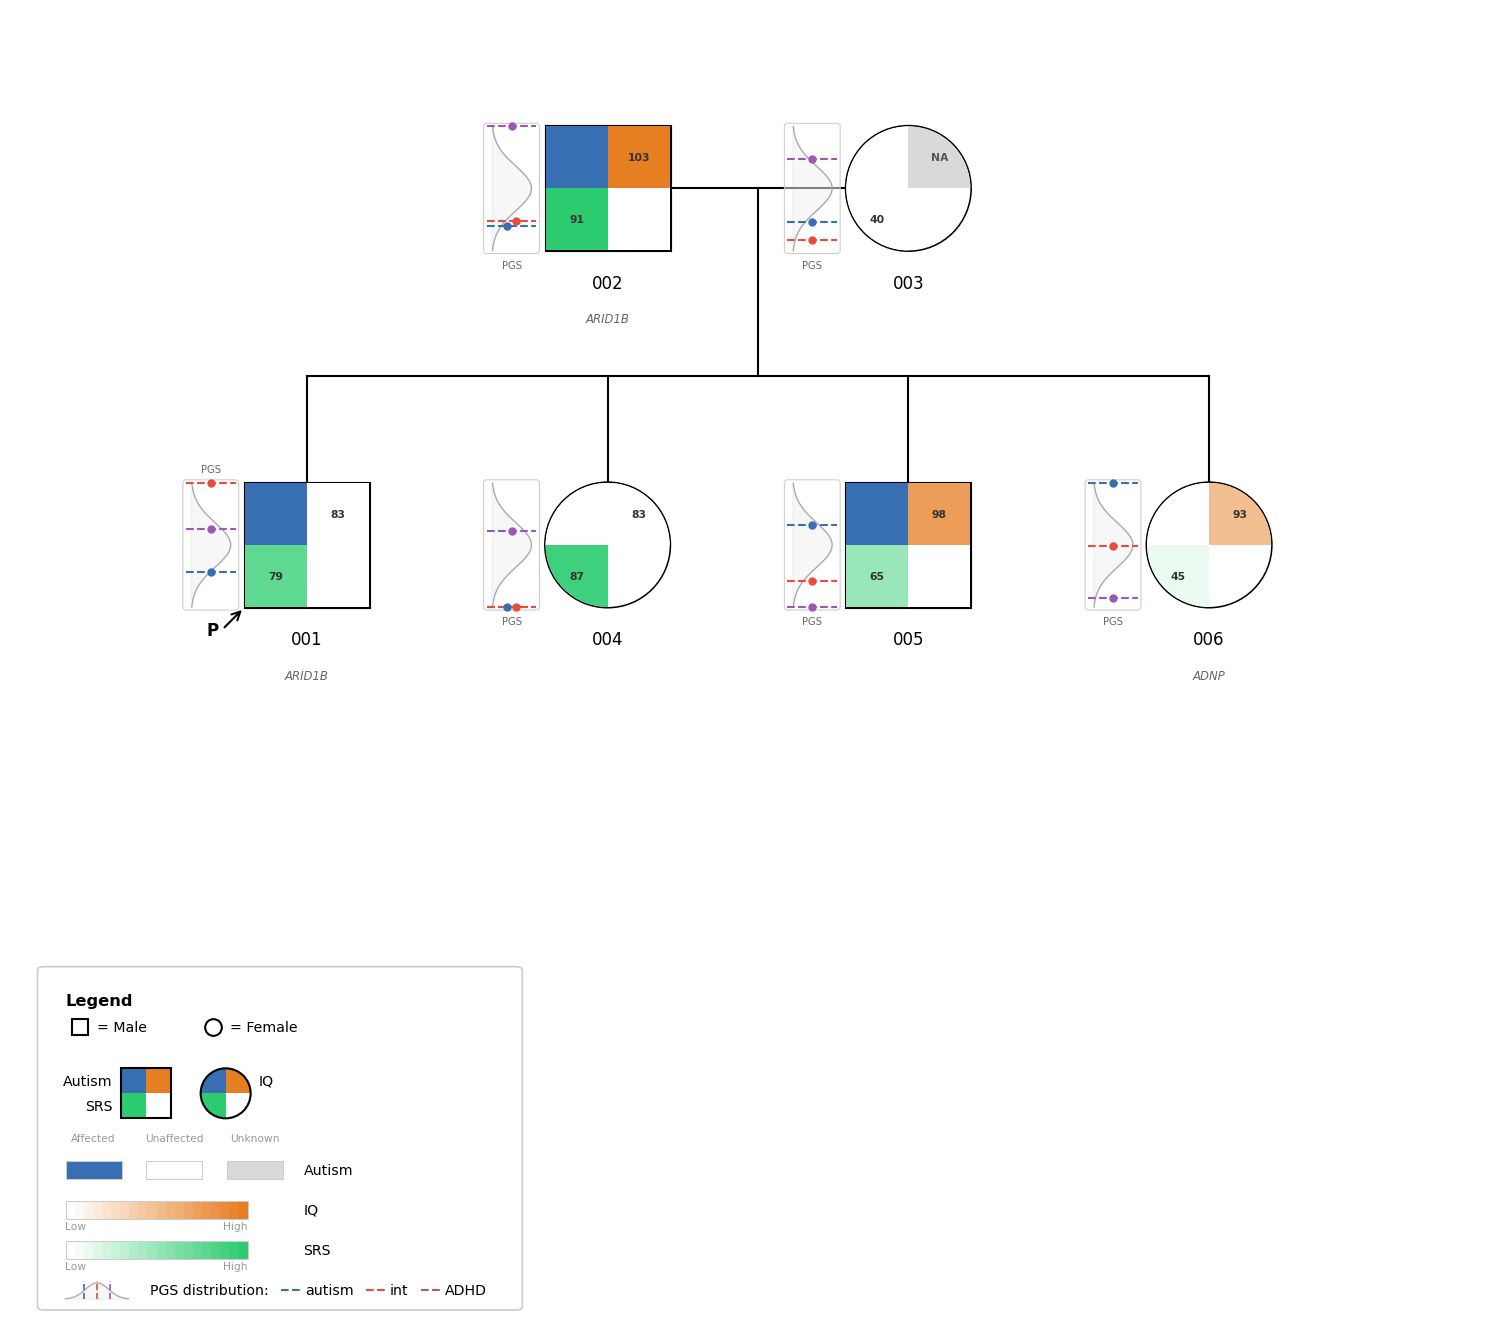 103
NA
91
40
PGS
PGS
002
003
ARID1B
PGS
83
83
98
93
79
87
65
45
PGS
PGS
PGS
P
001
004
005
006
ARID1B
ADNP
Legend
= Male
= Female
Autism
IQ
SRS
Affected
Unaffected
Unknown
Autism
IQ
Low
High
SRS
Low
High
PGS distribution:
autism
int
ADHD